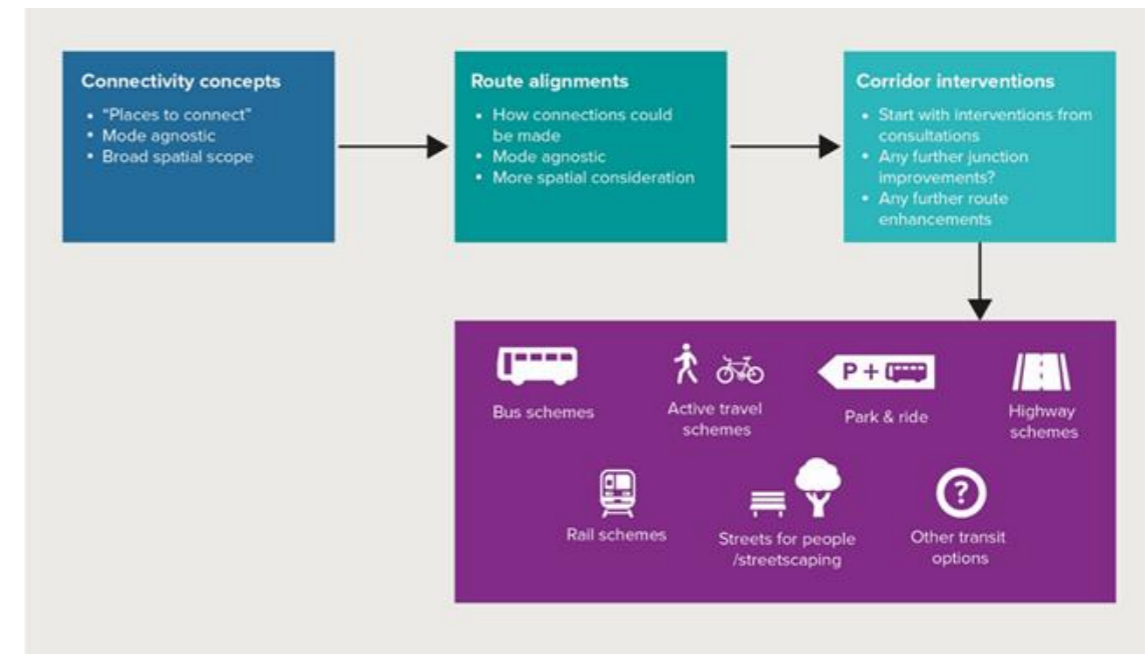 Connectivity concepts
• "Places to connect"
• Mode agnostic
• Broad spatial scope
Route alignments
• How connections could
be made
• Mode agnostic
• More spatial consideration
Corridor interventions
• Start with interventions from
consultations
• Any further junction
improvements?
• Any further route
enhancements
Bus schemes
Active travel
schemes
P +
Park & ride
Highway
schemes
Rail schemes
Streets for people
/streetscaping
?
Other transit
options